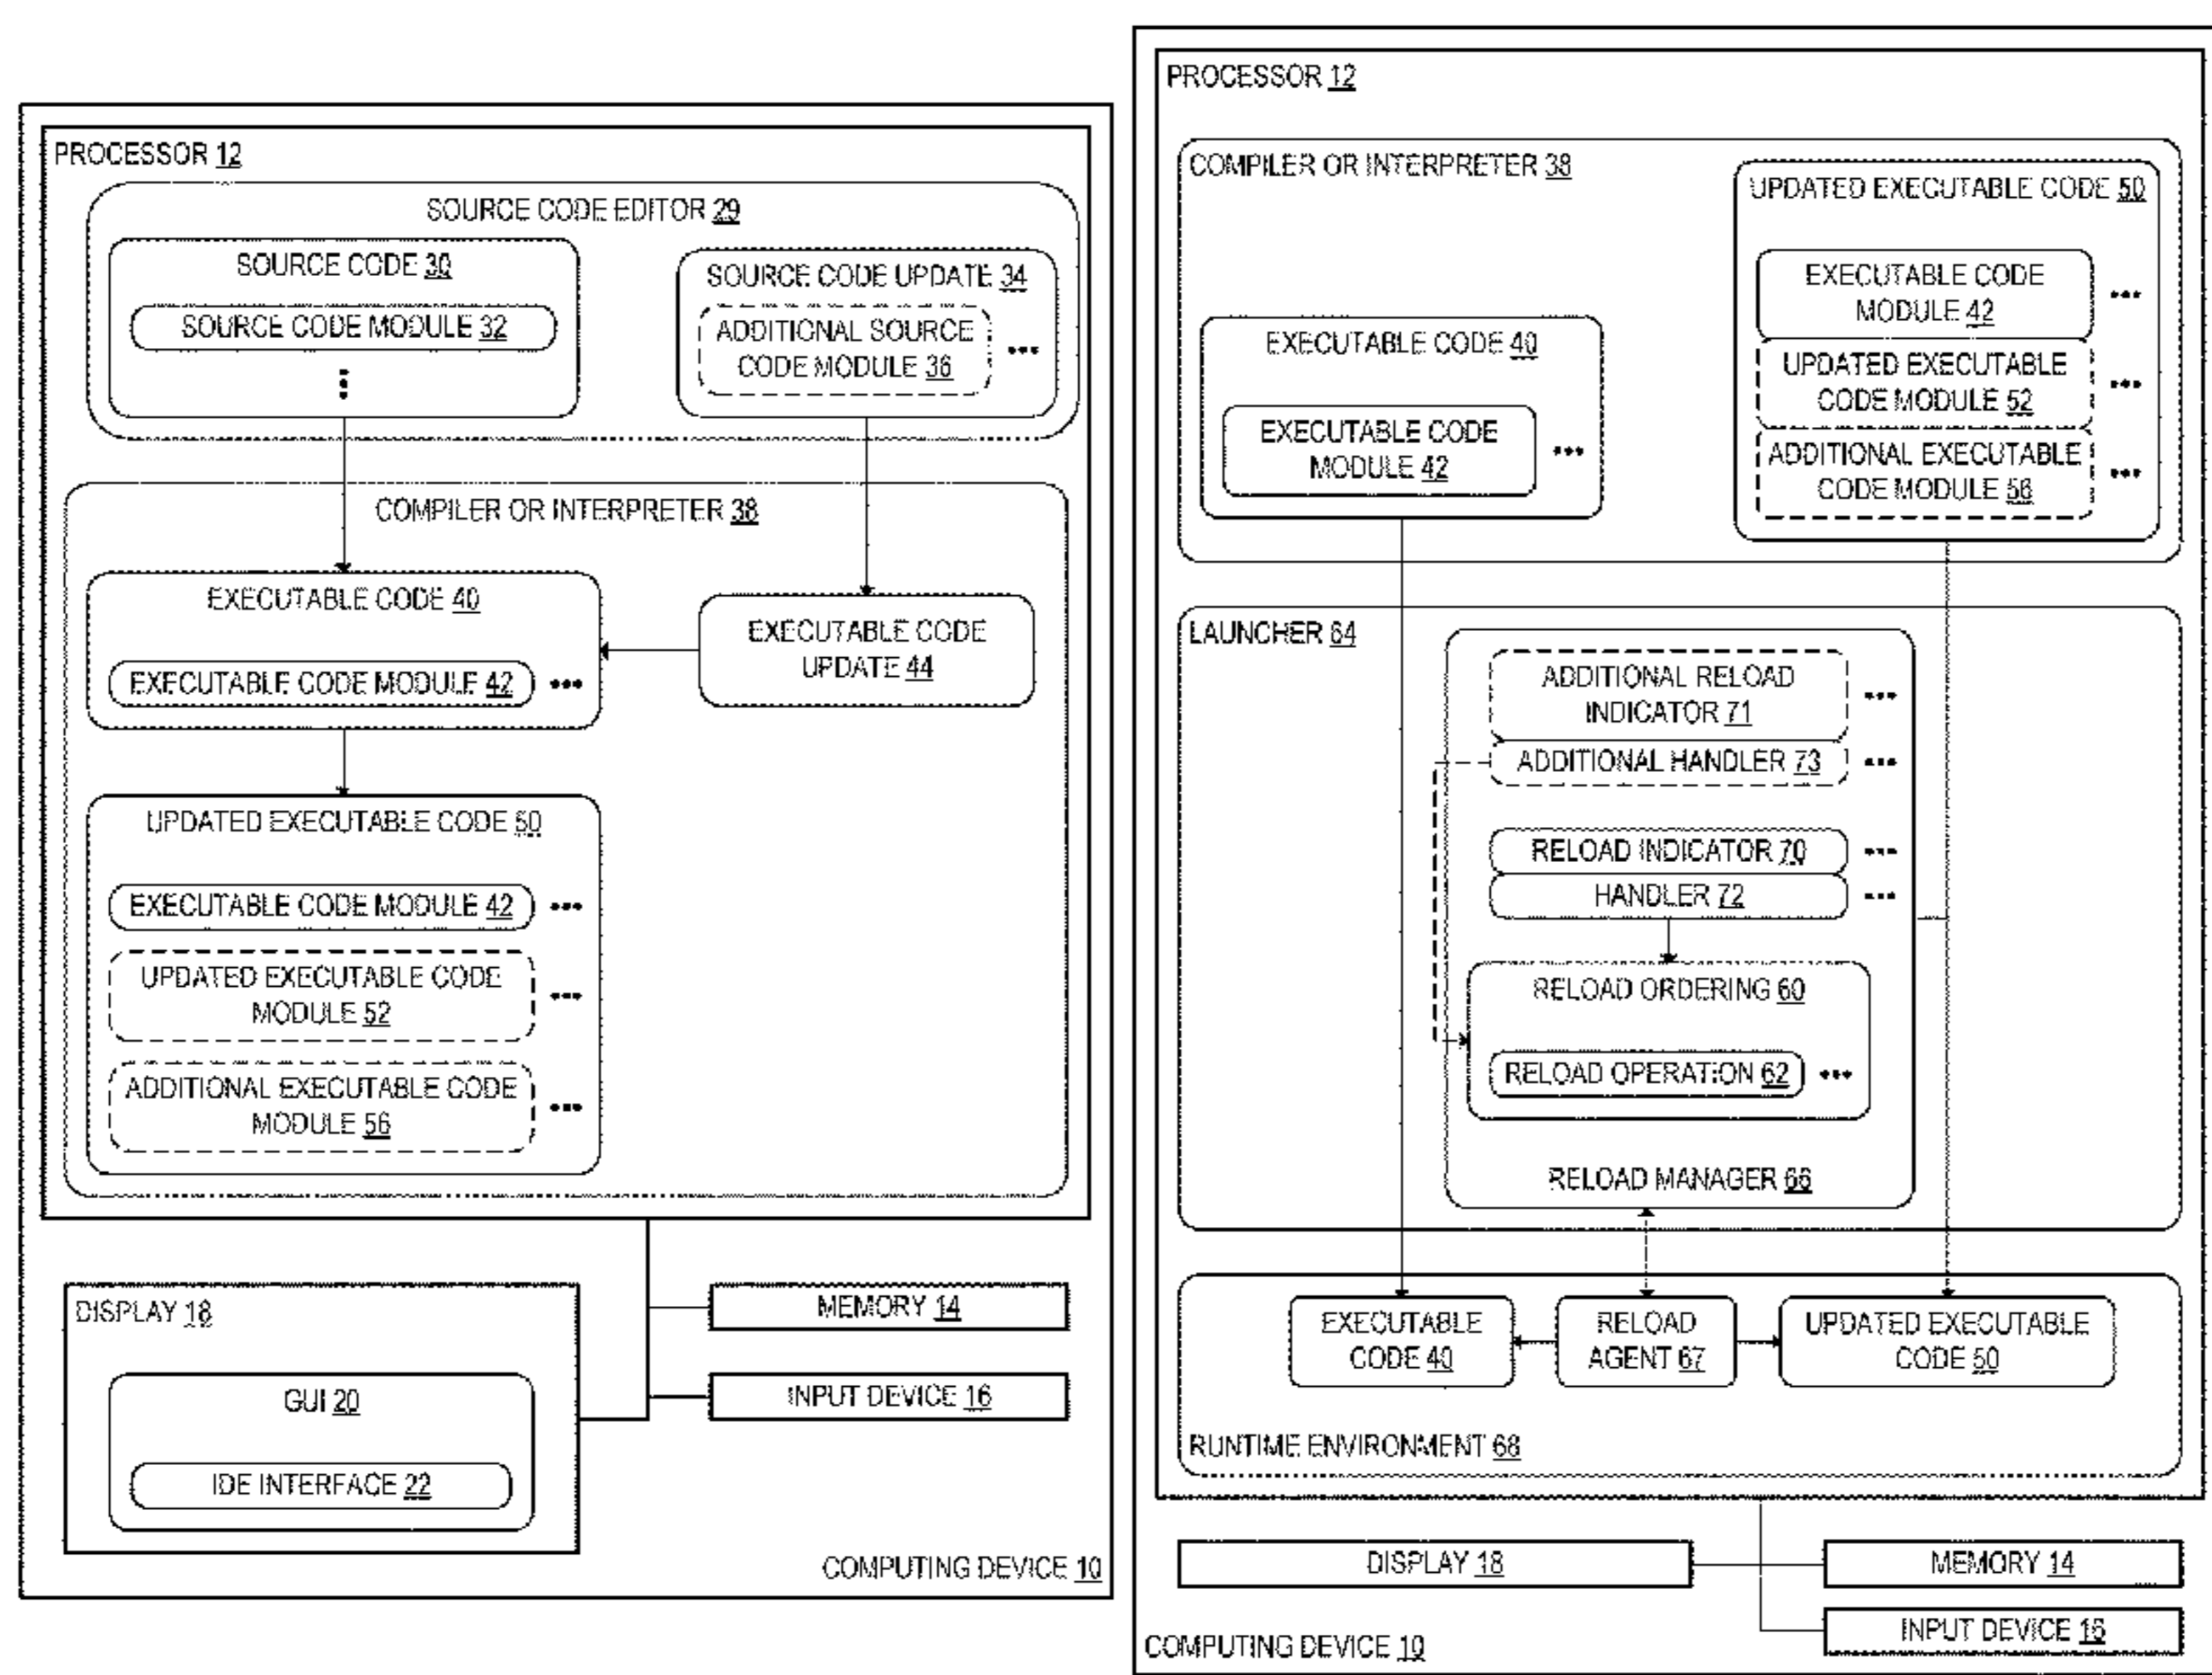 PROCESSOR 12
SOURCE CODE EDITOR 29
SOURCE CODE 30
SOURCE CODE MODULE 32
SOURCE CODE UPDATE 34
ADDITIONAL SOURCE
CODE MODULE 36
COMPILER OR INTERPRETER 38
EXECUTABLE CODE 40
EXECUTABLE CODE MODULE 42
EXECUTABLE CODE
UPDATE 44
UPDATED EXECUTABLE CODE 50
EXECUTABLE CODE MODULE 42
UPDATED EXECUTABLE CODE
MODULE 52
ADDITIONAL EXECUTABLE CODE
MODULE 56
DISPLAY 18
GUI 20
IDE INTERFACE 22
MEMORY 14
INPUT DEVICE 16
COMPUTING DEVICE 10
PROCESSOR 12
COMPILER OR INTERPRETER 38
EXECUTABLE CODE 40
EXECUTABLE CODE
MODULE 42
UPDATED EXECUTABLE CODE 50
EXECUTABLE CODE
MODULE 42
UPDATED EXECUTABLE
CODE MODULE 52
ADDITIONAL EXECUTABLE
CODE MODULE 56
LAUNCHER 64
ADDITIONAL RELOAD
INDICATOR 71
ADDITIONAL HANDLER 73
RELOAD INDICATOR 70
HANDLER 72
RELOAD ORDERING 60
RELOAD OPERATION 62
RELOAD MANAGER 66
EXECUTABLE
CODE 40
RELOAD
AGENT 67
UPDATED EXECUTABLE
CODE 50
RUNTIME ENVIRONMENT 68
DISPLAY 18
MEMORY 14
INPUT DEVICE 16
COMPUTING DEVICE 10